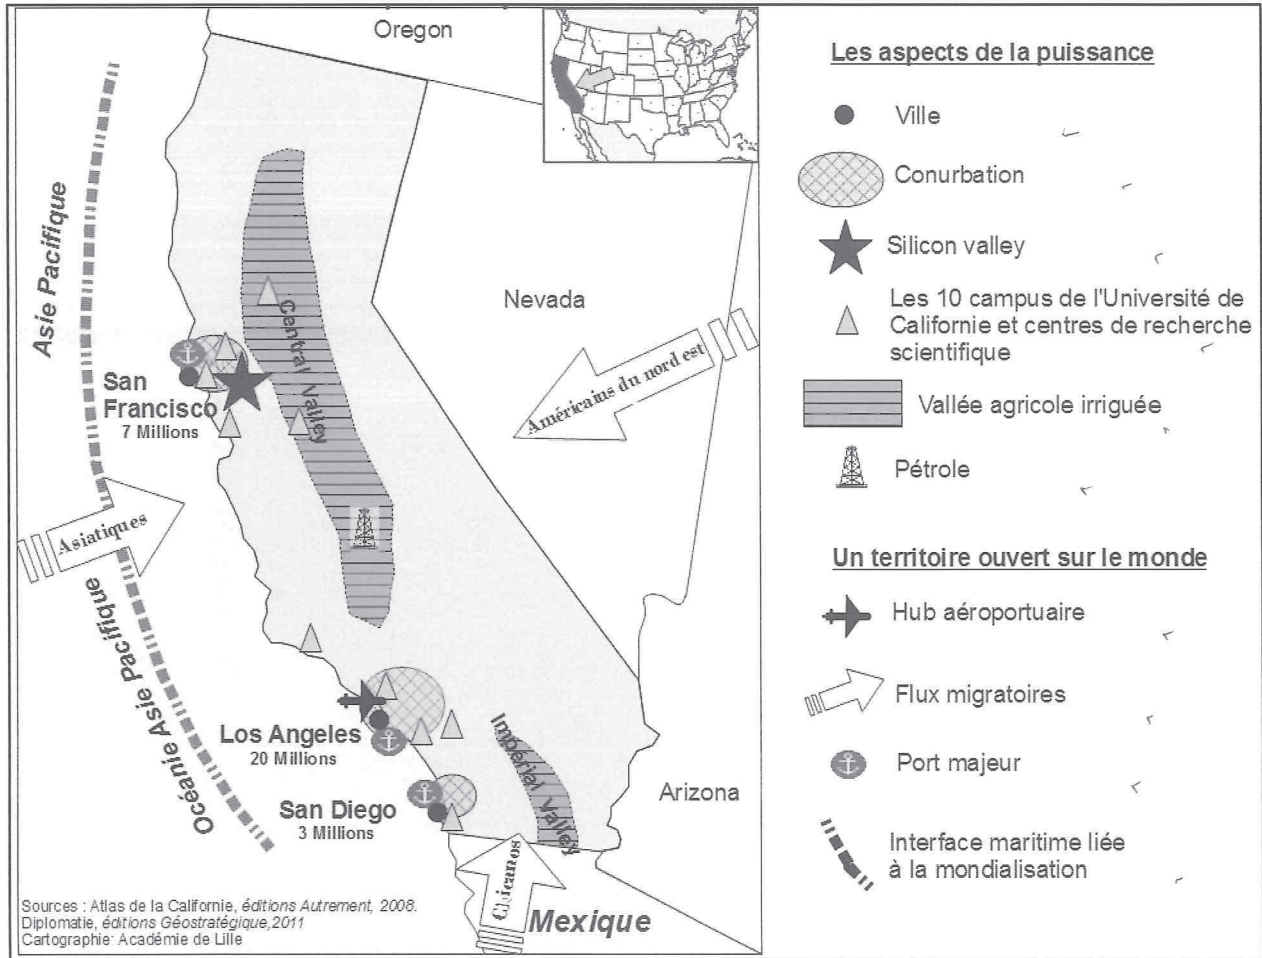 Oregon
Asie Pacifique
Nevada
Américains du nord est
Central Valley
San
Francisco
7 Millions
Asiatiques
Océanie Asie Pacifique
Los Angeles
20 Millions
San Diego
3 Millions
Impérial Valley
Arizona
Chicanos
Mexique
Sources : Atlas de la Californie, éditions Autrement, 2008.
Diplomatie, éditions Géostratégique,2011
Cartographie: Académie de Lille
Les aspects de la puissance
Ville
Conurbation
Silicon valley
Les 10 campus de l'Université de
Californie et centres de recherche
scientifique
Vallée agricole irriguée
Pétrole
Un territoire ouvert sur le monde
Hub aéroportuaire
Flux migratoires
Port majeur
Interface maritime liée
à la mondialisation